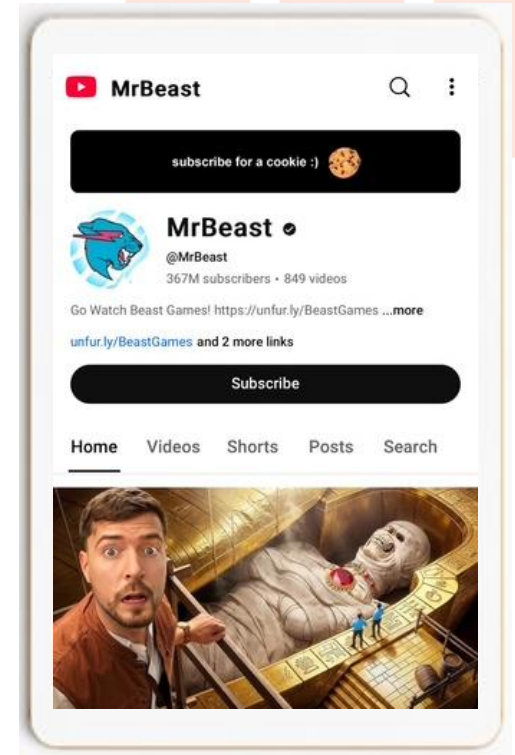 MrBeast
subscribe for a cookie :)
MrBeast
@MrBeast
367M subscribers • 849 videos
Go Watch Beast Games! https://unfur.ly/BeastGames ...more
unfur.ly/BeastGames and 2 more links
Subscribe
Home Videos Shorts Posts Search